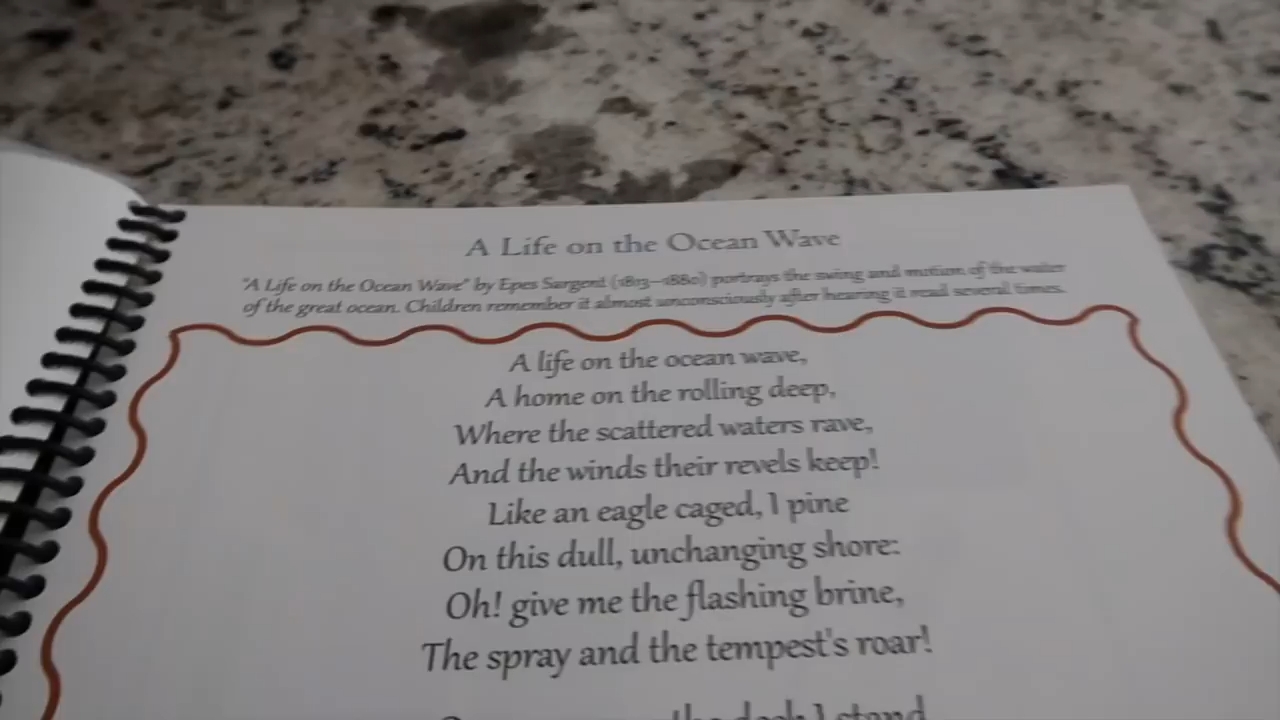 A Life on the Ocean Wave
"A Life on the Ocean Wave" by Epes Sargent (1813–1880) portrays the swing and motion of the water
of the great ocean. Children remember it almost unconsciously after hearing it read several times.
A life on the ocean wave,
A home on the rolling deep,
Where the scattered waters rave,
And the winds their revels keep!
Like an eagle caged, I pine
On this dull, unchanging shore:
Oh! give me the flashing brine,
The spray and the tempest's roar!
the deck I stand